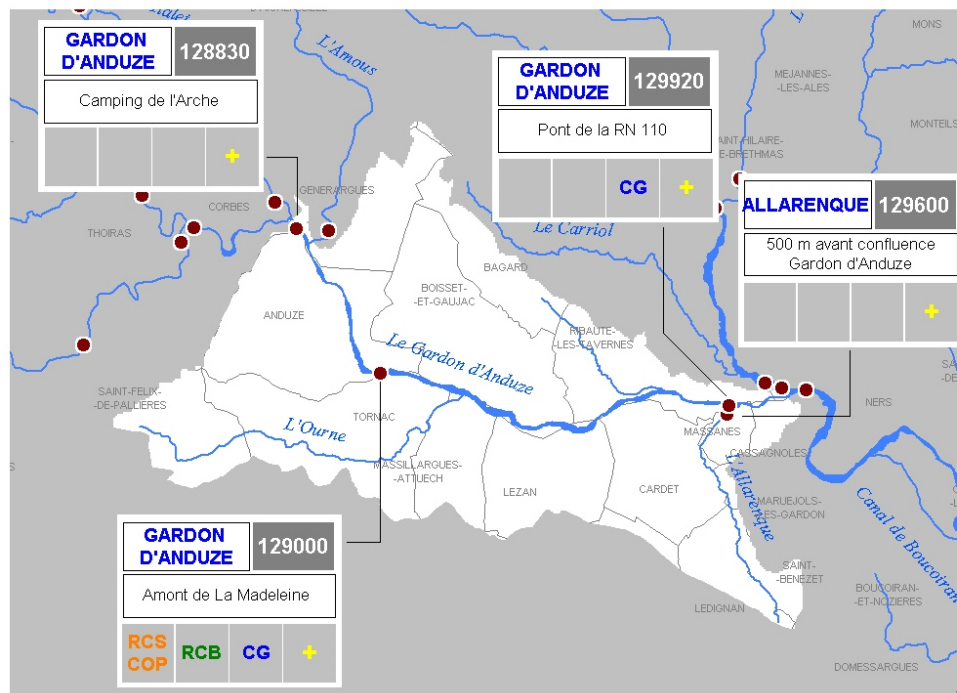 GARDON
D'ANDUZE
128830
Camping de l'Arche
+
L'Amous
GARDON
D'ANDUZE
129920
Pont de la RN 110
CG
+
MONS
MEJANNES-
-LES-ALES
MONTEILS
ALLARENQUE
129600
500 m avant confluence
Gardon d'Anduze
+
GENERARGUES
CORBES
THOIRAS
Le Carriol
BAGARD
BOISSET-
-ET-GAUJAC
ANDUZE
RIBAUTE-
-LES-TAVERNES
Le Gardon d'Anduze
SAINT-FELIX
-DE-PALLIERES
TORNAC
L'Ourne
MASSILLARGUES-
-ATTUECH
LEZAN
CARDET
MASSANES
CASSAGNOLES
NERS
L'Allarenque
MARUEJOLS-
-LES-GARDON
Canal de Boucoiran
SAINT-
-BENEZET
BOUCOIRAN-
-ET-NOZIERES
LEDIGNAN
DOMESSARGUES
GARDON
D'ANDUZE
129000
Amont de La Madeleine
RCS
COP
RCB
CG
+